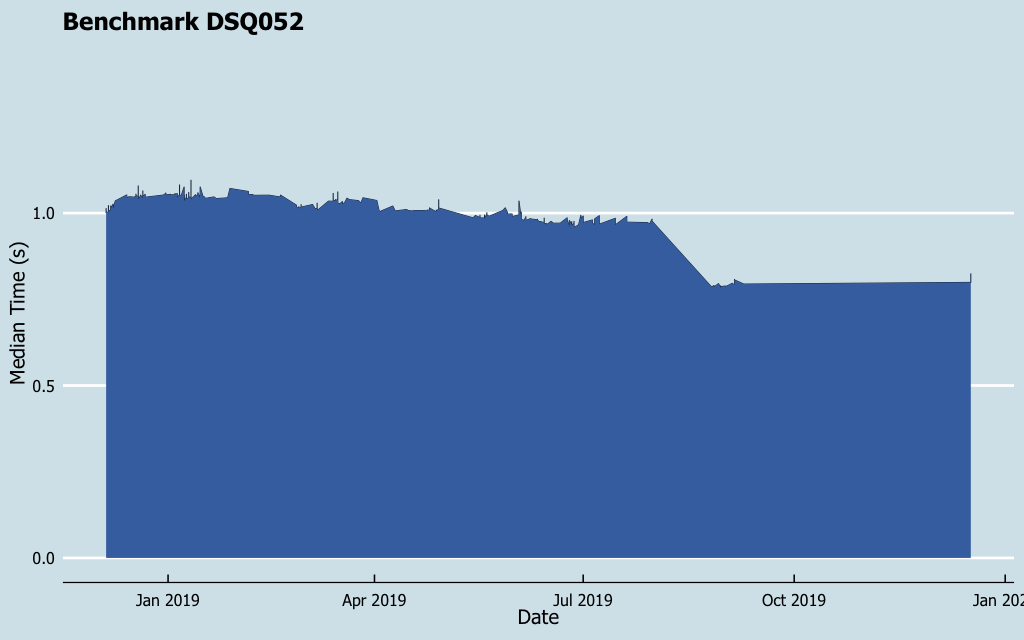 Benchmark DSQ052
Median Time (s)
1.0
0.5
0.0
Jan 2019
Apr 2019
Jul 2019
Oct 2019
Jan 202
Date